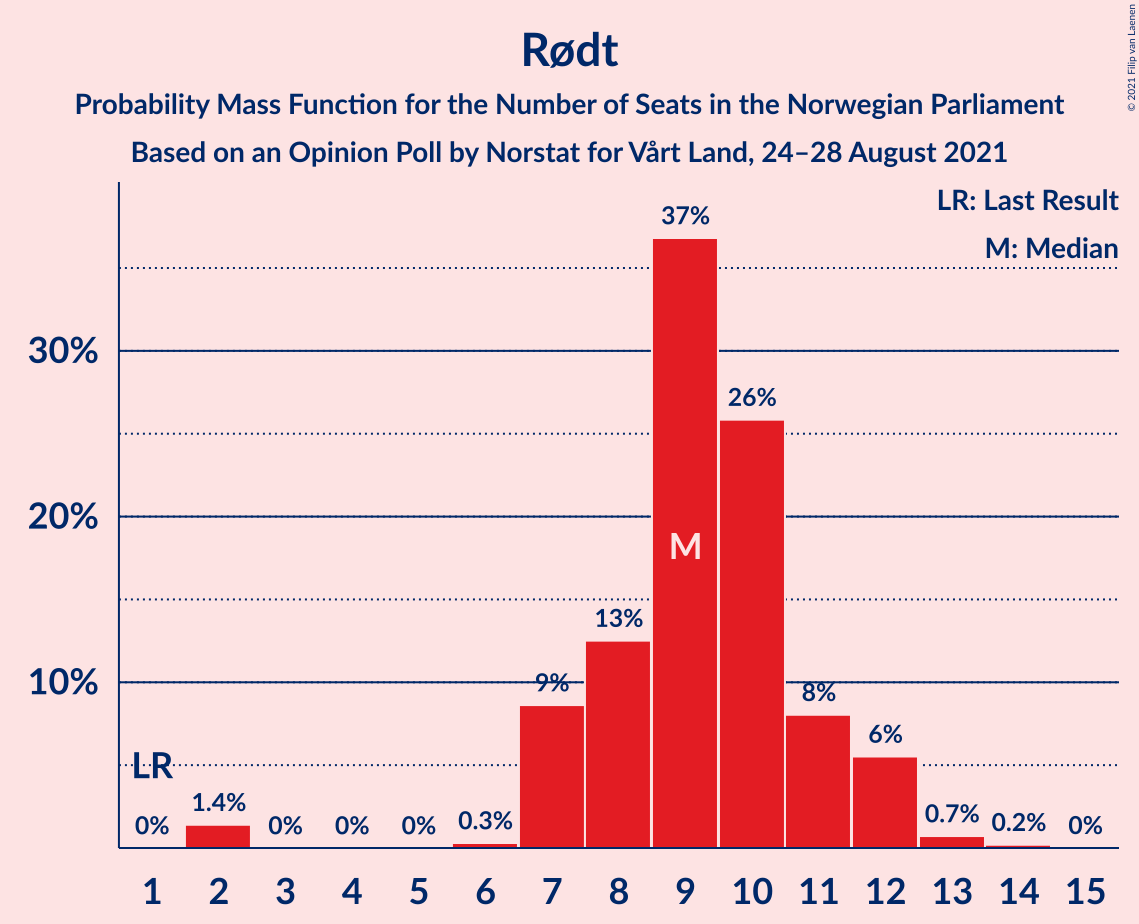 Rødt
Probability Mass Function for the Number of Seats in the Norwegian Parliament
Based on an Opinion Poll by Norstat for Vårt Land, 24–28 August 2021
© 2021 Filip van Laenen
LR: Last Result
M: Median
37%
30%
26%
20%
M
13%
10%
9%
8%
6%
LR
0%
1.4%
0%
0%
0%
0.3%
0.7%
0.2%
0%
1 2 3 4 5 6 7 8 9 10 11 12 13 14 15